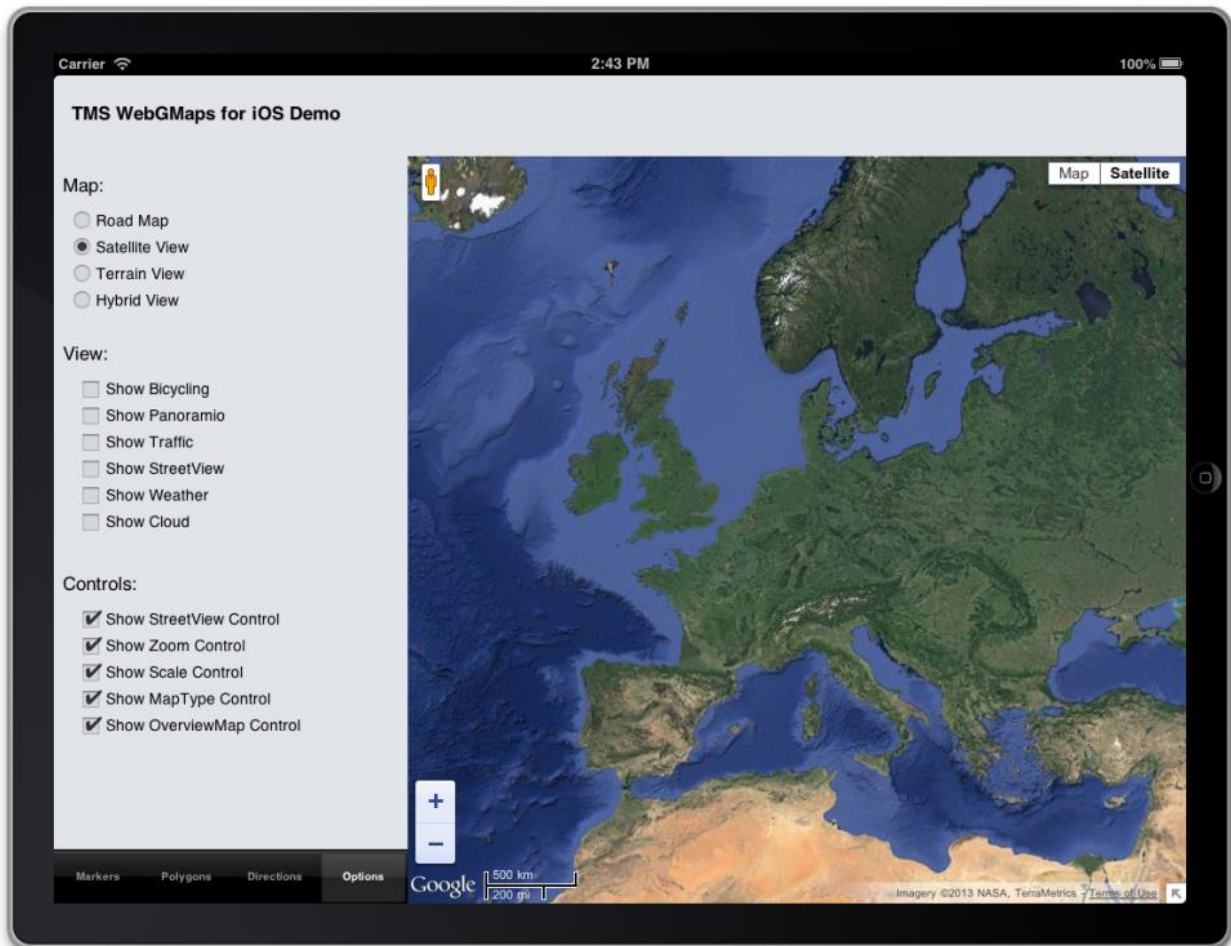 Carrier
2:43 PM
100%
TMS WebGMaps for iOS Demo
Map:
Road Map
Satellite View
Terrain View
Hybrid View
View:
Show Bicycling
Show Panoramio
Show Traffic
Show StreetView
Show Weather
Show Cloud
Controls:
Show StreetView Control
Show Zoom Control
Show Scale Control
Show MapType Control
Show OverviewMap Control
Markers Polygons Directions Options
Map Satellite
+
−
Google
500 km
200 mi
Imagery ©2013 NASA, TerraMetrics - Terms of Use